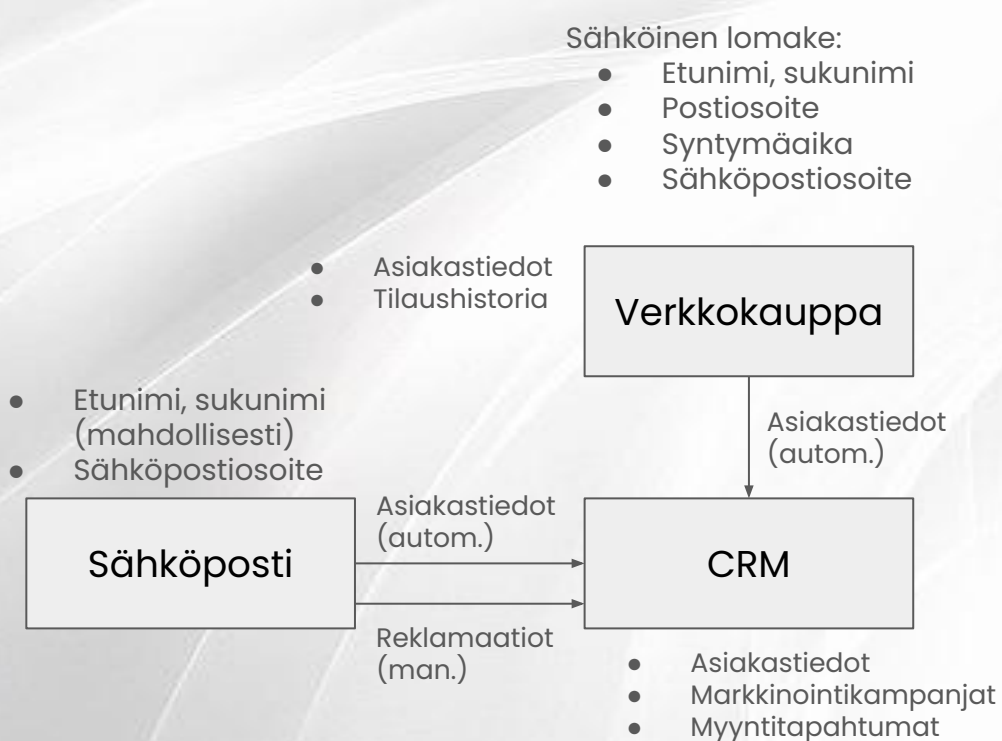 Sähköinen lomake:
● Etunimi, sukunimi
● Postiosoite
● Syntymäaika
● Sähköpostiosoite
● Asiakastiedot
● Tilaushistoria
Verkkokauppa
● Etunimi, sukunimi
(mahdollisesti)
● Sähköpostiosoite
Asiakastiedot
(autom.)
Sähköposti
Asiakastiedot
(autom.)
CRM
Reklamaatiot
(man.)
● Asiakastiedot
● Markkinointikampanjat
● Myyntitapahtumat